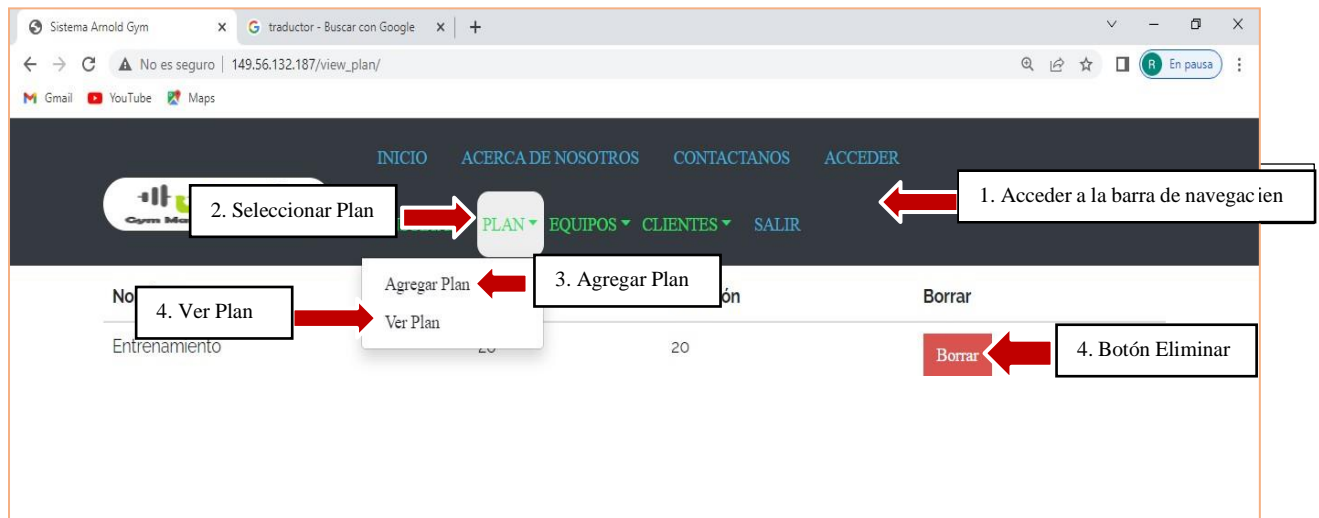 Sistema Arnold Gym
traductor - Buscar con Google
No es seguro
149.56.132.187/view_plan/
R
En pausa
Gmail
YouTube
Maps
INICIO
ACERCA DE NOSOTROS
CONTACTANOS
ACCEDER
1. Acceder a la barra de navegac ien
Gym
2. Seleccionar Plan
PLAN
EQUIPOS
CLIENTES
SALIR
Agregar Plan
3. Agregar Plan
No
ón
Borrar
4. Ver Plan
Ver Plan
Entrenamiento
20
20
Borrar
4. Botón Eliminar